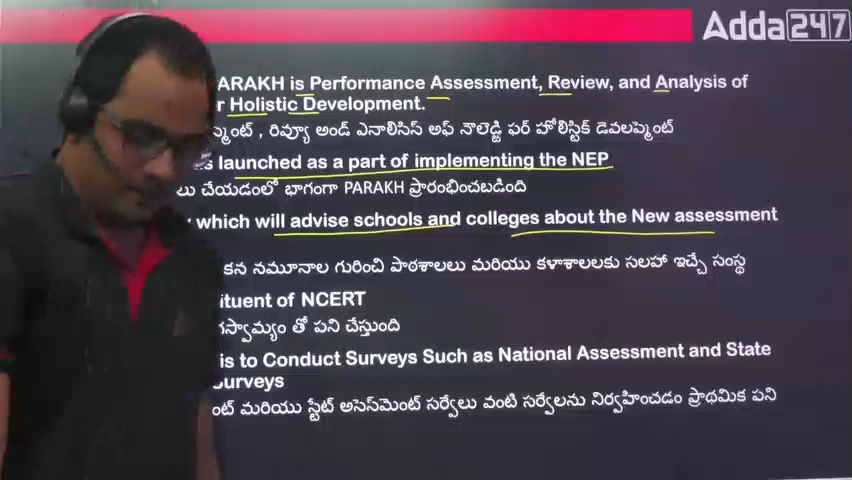 Adda247
PARAKH is Performance Assessment, Review, and Analysis of
Holistic Development.
రివ్యూ అండ్ ఎనాలిసిస్ అఫ్ నాలెడ్జి ఫర్ హోలిస్టిక్ డెవలప్మెంట్
launched as a part of implementing the NEP
లు చేయడంలో భాగంగా PARAKH ప్రారంభించబడింది
which will advise schools and colleges about the New assessment
నమూనాల గురించి పాఠశాలలు మరియు కళాశాలలకు సలహా ఇచ్చే సంస్థ
of NCERT
తో పని చేస్తుంది
is to Conduct Surveys Such as National Assessment and State
Surveys
మరియు స్టేట్ అసెస్‌మెంట్ సర్వేలు వంటి సర్వేలను నిర్వహించడం ప్రాథమిక పని